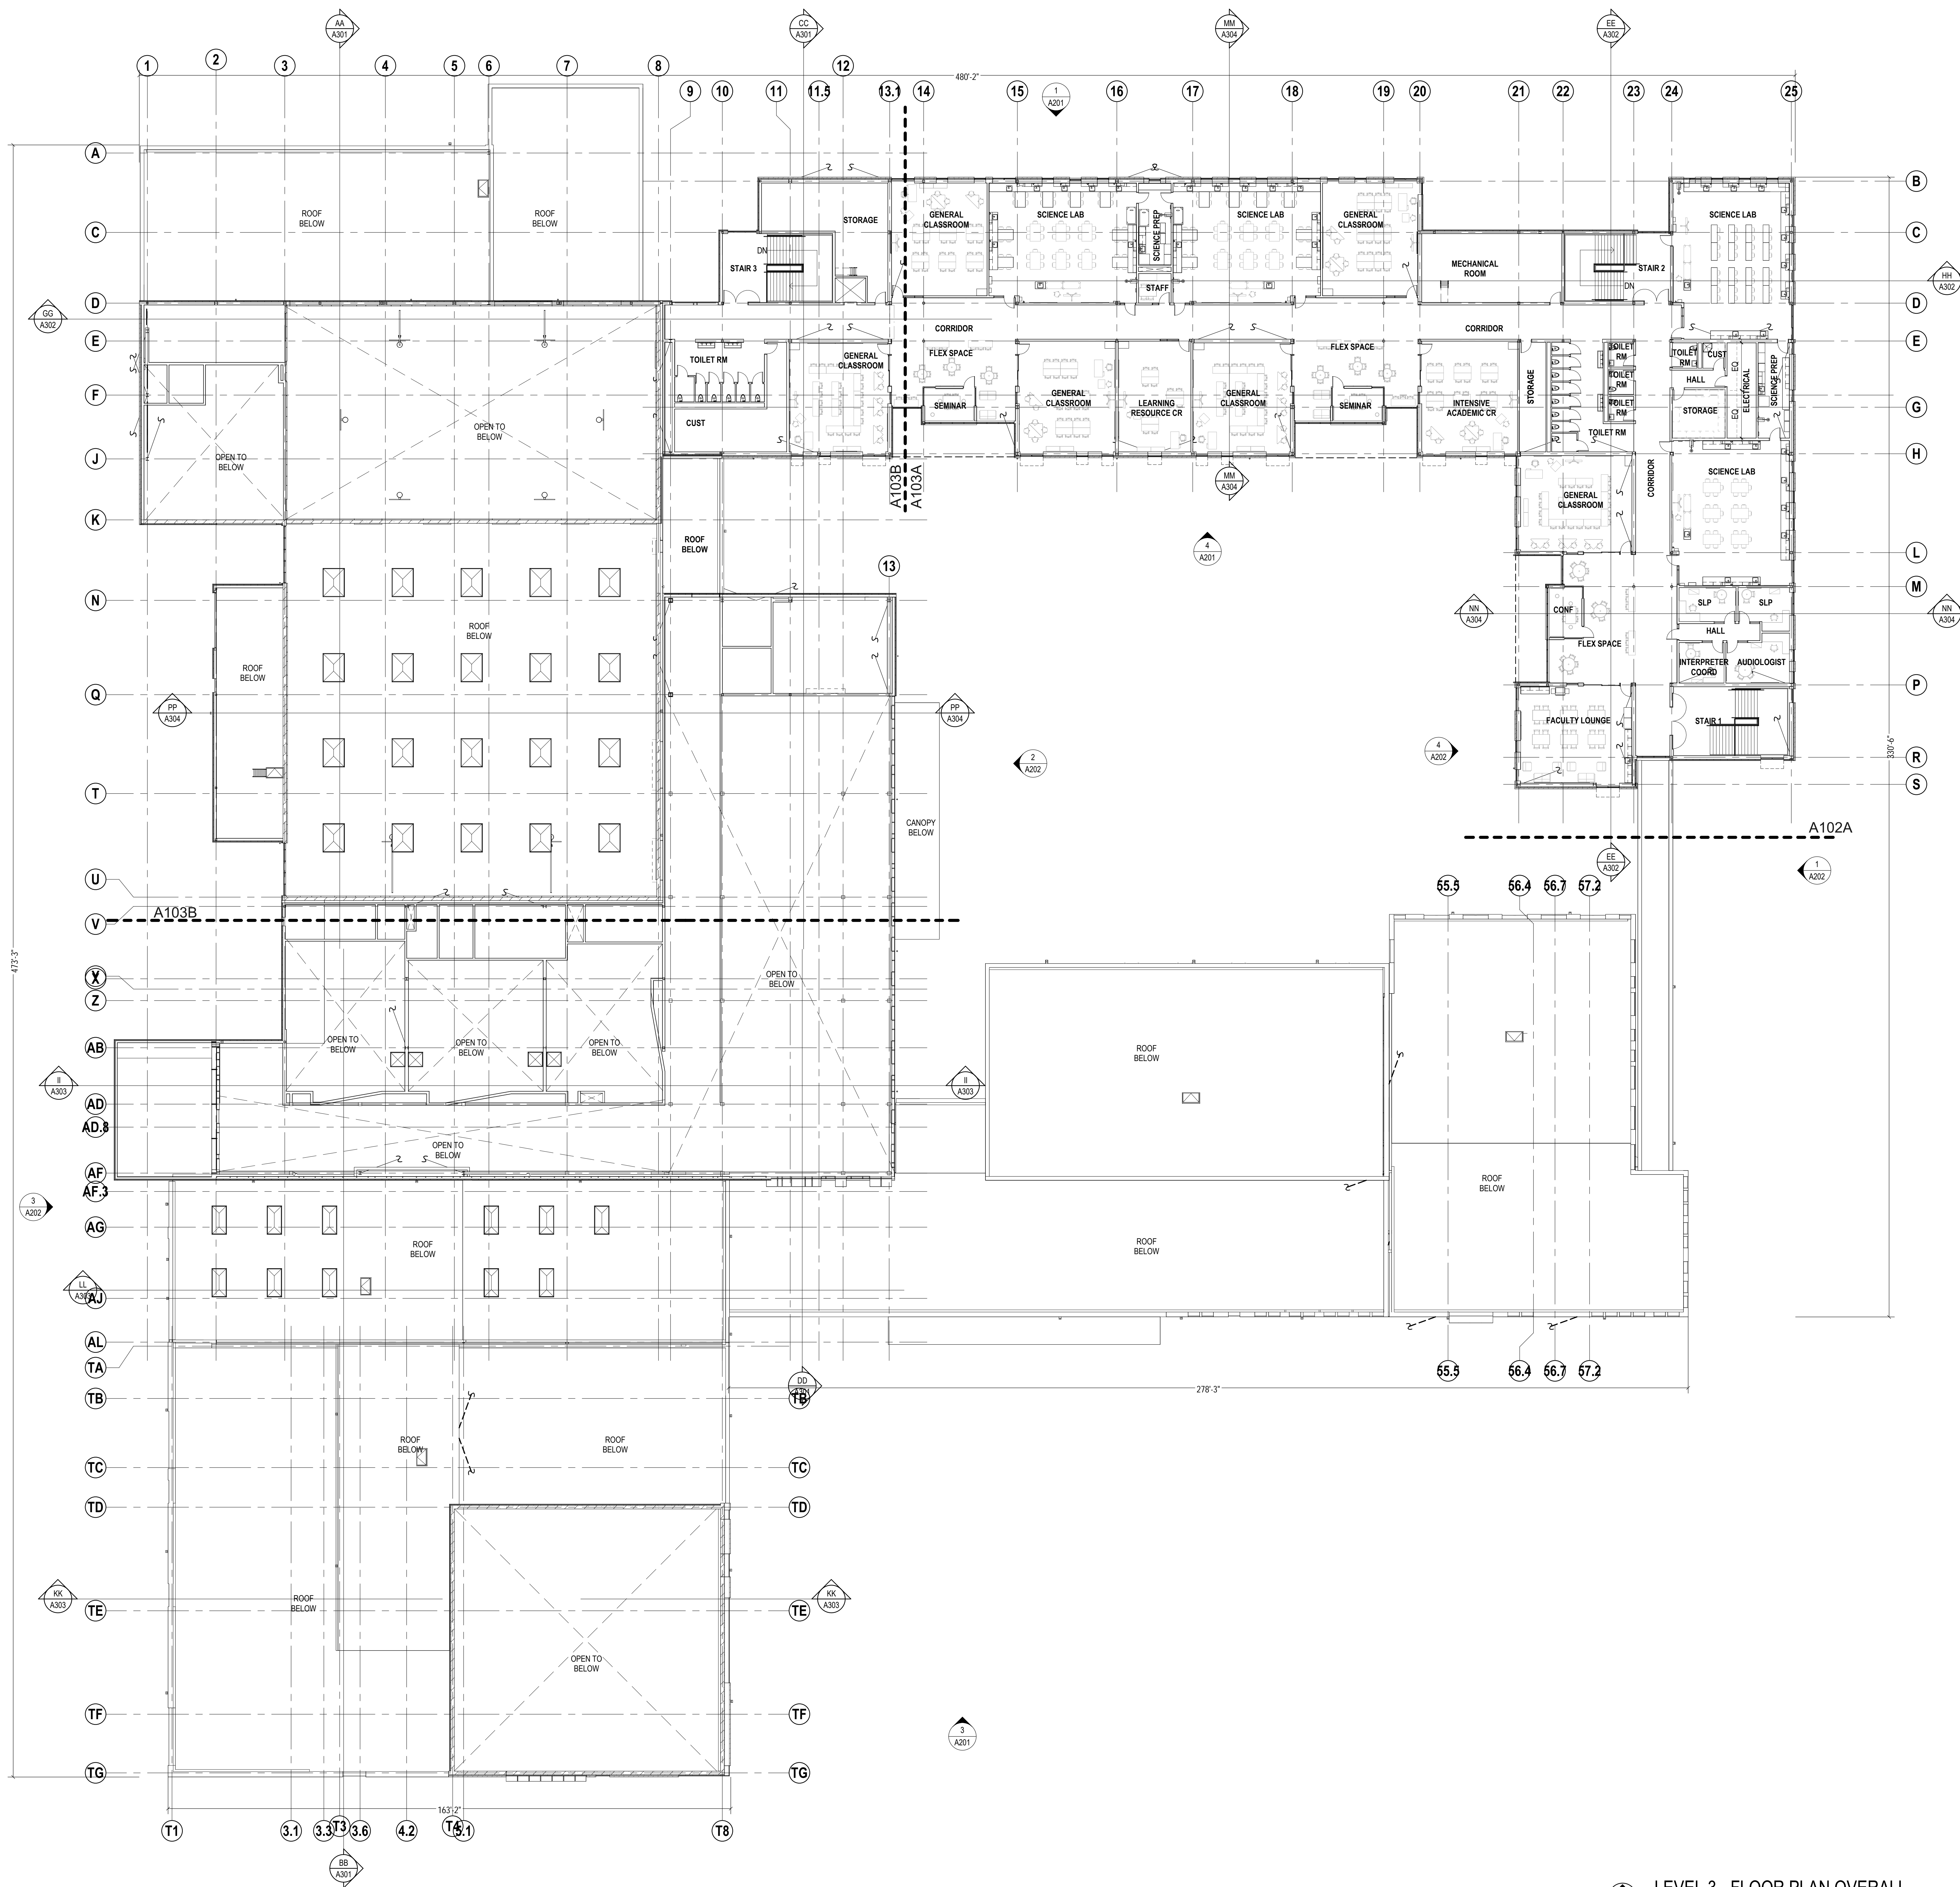 AA
A301
CC
A301
MM
A304
EE
A302
1
2
3
4
5
6
7
8
12
480'-2"
9
10
11
11.5
13.1
14
15
16
17
18
19
20
21
22
23
24
25
1
A201
A
B
ROOF
BELOW
ROOF
BELOW
STORAGE
GENERAL
CLASSROOM
SCIENCE LAB
SCIENCE PREP
SCIENCE LAB
GENERAL
CLASSROOM
SCIENCE LAB
C
C
DN
STAIR 3
MECHANICAL
ROOM
STAIR 2
DN
STAFF
HH
A302
D
D
GG
A302
CORRIDOR
CORRIDOR
E
E
TOILET RM
GENERAL
CLASSROOM
FLEX SPACE
FLEX SPACE
TOILET
RM
TOILET
RM
TOILET
RM
TOILET
RM
CUST
HALL
EQ
EQ
ELECTRICAL
SCIENCE PREP
F
G
SEMINAR
GENERAL
CLASSROOM
LEARNING
RESOURCE CR
GENERAL
CLASSROOM
SEMINAR
INTENSIVE
ACADEMIC CR
STORAGE
STORAGE
CUST
OPEN TO
BELOW
TOILET RM
OPEN TO
BELOW
J
H
A103B
A103A
MM
A304
SCIENCE LAB
CORRIDOR
GENERAL
CLASSROOM
K
ROOF
BELOW
4
A201
L
13
M
N
SLP
SLP
CONF
NN
A304
NN
A304
ROOF
BELOW
HALL
FLEX SPACE
ROOF
BELOW
INTERPRETER
COORD
AUDIOLOGIST
Q
P
PP
A304
PP
A304
FACULTY LOUNGE
STAIR 1
4
A202
330'-6"
2
A202
R
S
T
CANOPY
BELOW
A102A
EE
A302
1
A202
U
55.5
56.4
56.7
57.2
A103B
V
473'-3"
X
OPEN TO
BELOW
Z
OPEN TO
BELOW
OPEN TO
BELOW
OPEN TO
BELOW
AB
ROOF
BELOW
II
A303
II
A303
AD
AD.8
OPEN TO
BELOW
AF
ROOF
BELOW
AF.3
3
A202
AG
ROOF
BELOW
ROOF
BELOW
LL
A303
AJ
AL
TA
55.5
56.4
56.7
57.2
DD
A301
278'-3"
TB
TB
ROOF
BELOW
ROOF
BELOW
TC
TC
TD
TD
KK
A303
KK
A303
ROOF
BELOW
TE
TE
OPEN TO
BELOW
TF
TF
3
A201
TG
TG
163'-2"
T1
3.1
3.3
T3
3.6
4.2
T4
5.1
T8
BB
A301
LEVEL 3 - FLOOR PLAN OVERALL